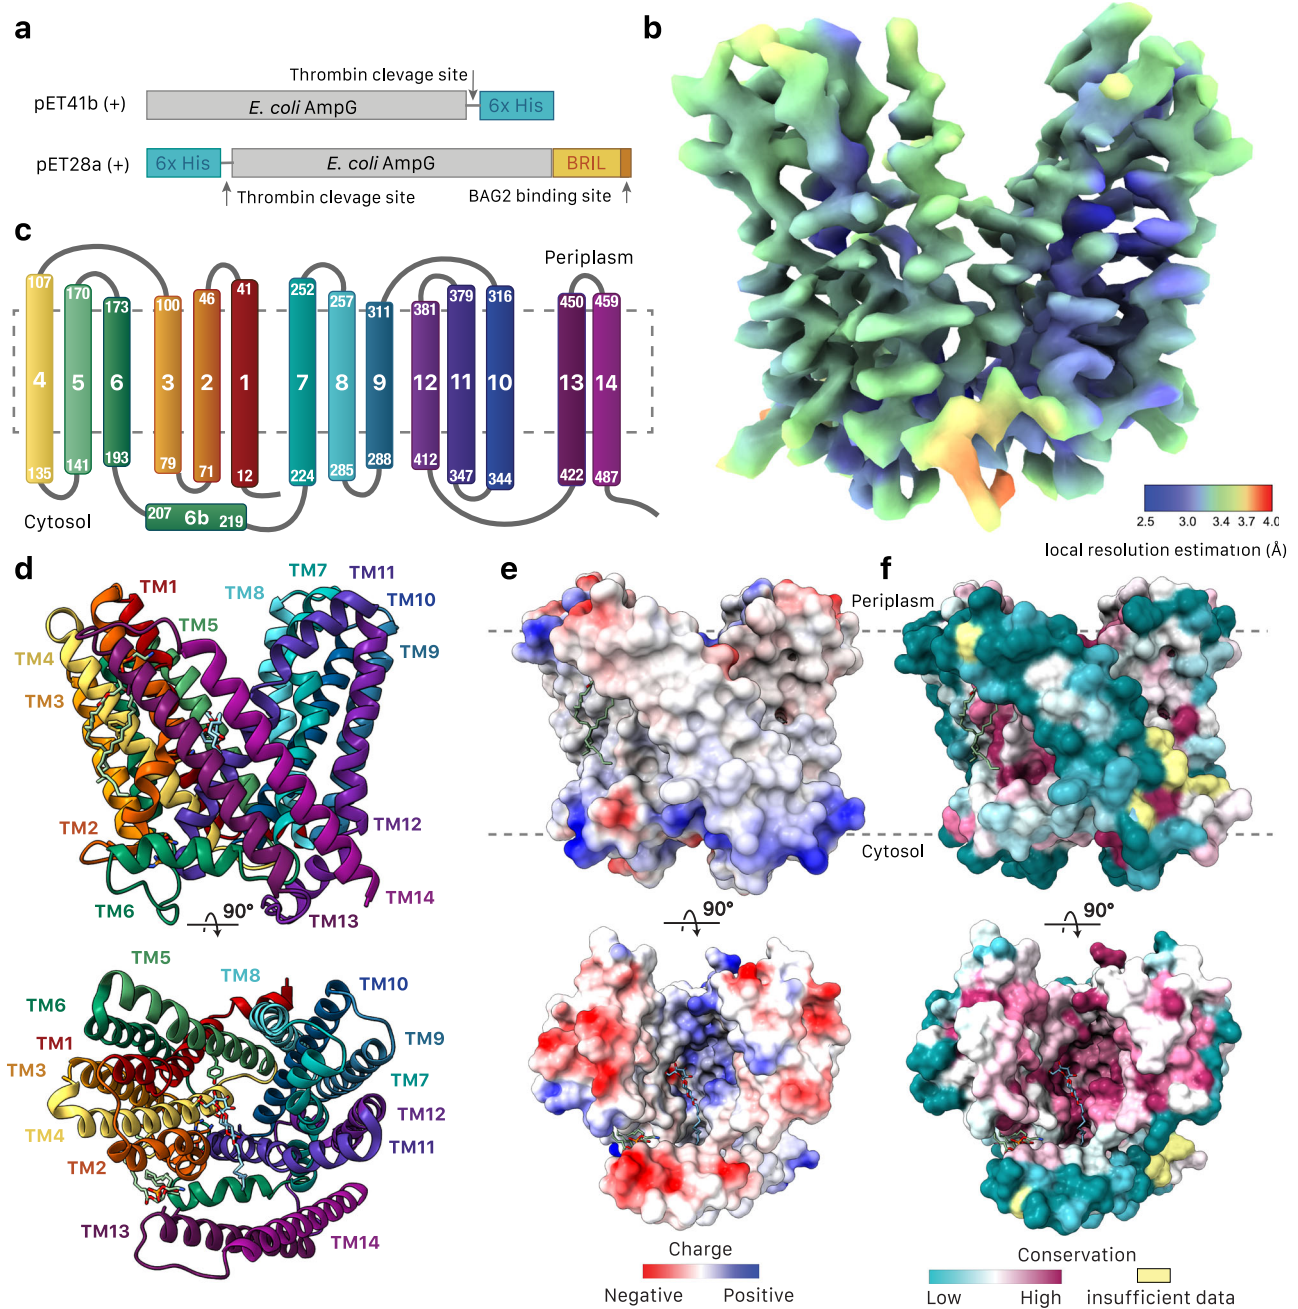 a
Thrombin clevage site
pET41b (+)
E. coli AmpG
6x His
pET28a (+)
6x His
E. coli AmpG
BRIL
Thrombin clevage site
BAG2 binding site
b
2.5 3.0 3.4 3.7 4.0
local resolution estimation (Å)
c
Periplasm
107 170 173 100 46 41 252 257 311 381 379 316 450 459
4 5 6 3 2 1 7 8 9 12 11 10 13 14
135 141 193 79 71 12 224 285 288 412 347 344 422 487
207 6b 219
Cytosol
d
TM1
TM7
TM11
TM8
TM10
TM5
TM4
TM9
TM3
TM2
TM12
TM6
TM14
TM13
90°
TM5
TM8
TM10
TM6
TM1
TM9
TM3
TM7
TM4
TM12
TM11
TM2
TM13
TM14
e
Periplasm
Cytosol
90°
Charge
Negative Positive
f
90°
Conservation
Low High insufficient data